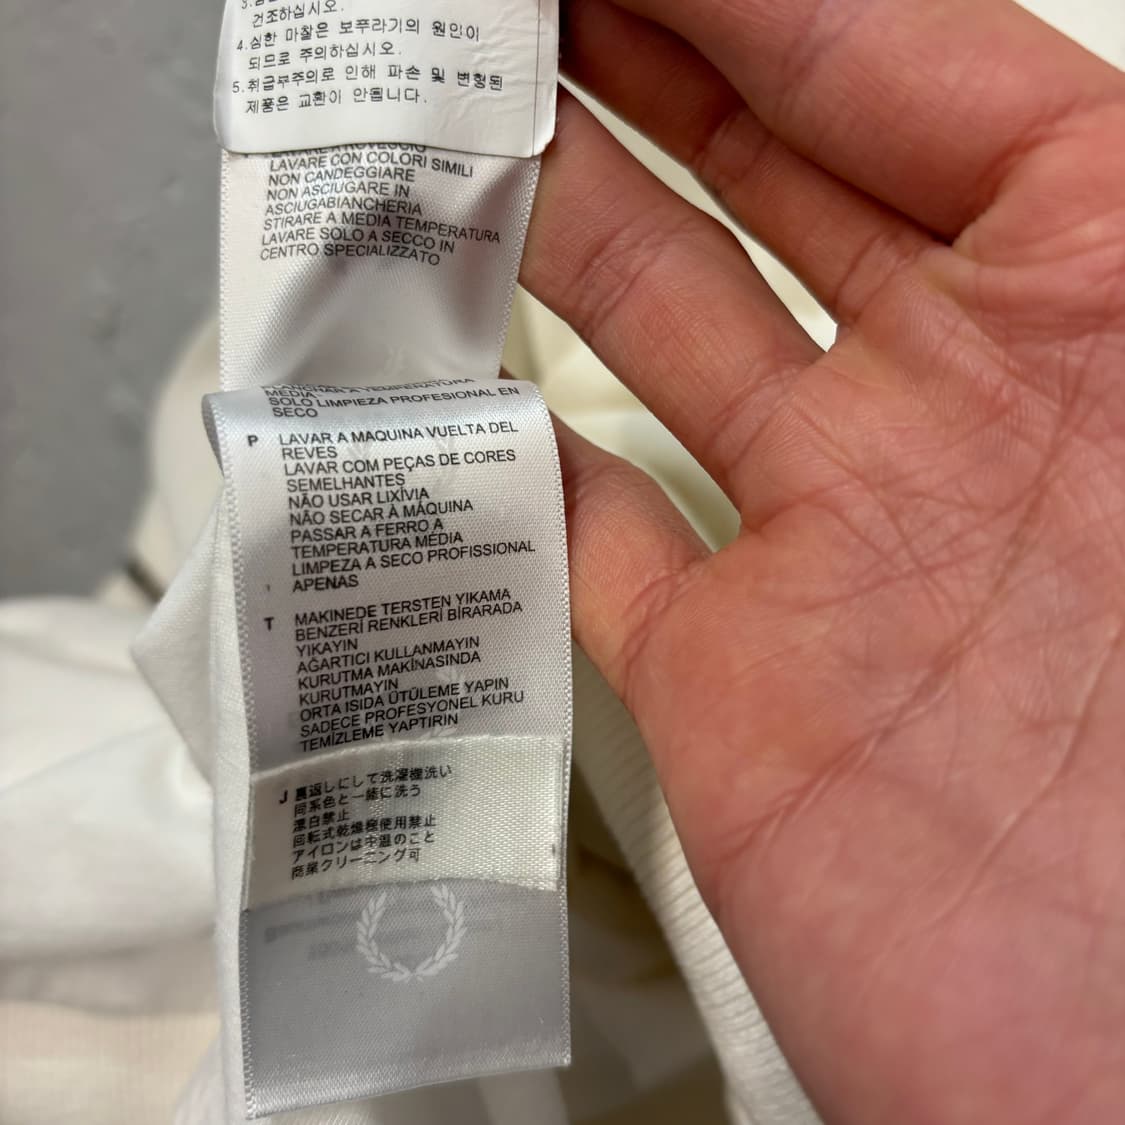 건조하십시오.
4.심한 마찰은 보푸라기의 원인이
되므로 주의하십시오.
5.취급부주의로 인해 파손 및 변형된
제품은 교환이 안됩니다.
LAVARE A ROVESCIO
LAVARE CON COLORI SIMILI
NON CANDEGGIARE
NON ASCIUGARE IN
ASCIUGABIANCHERIA
STIRARE A MEDIA TEMPERATURA
LAVARE SOLO A SECCO IN
CENTRO SPECIALIZZATO
PLANCHAR A TEMPERATURA
MEDIA
SOLO LIMPIEZA PROFESIONAL EN
SECO
P LAVAR A MAQUINA VUELTA DEL
REVES
LAVAR COM PEÇAS DE CORES
SEMELHANTES
NÃO USAR LIXÍVIA
NÃO SECAR À MÁQUINA
PASSAR A FERRO A
TEMPERATURA MÉDIA
LIMPEZA A SECO PROFISSIONAL
APENAS
T MAKINEDE TERSTEN YIKAMA
BENZERİ RENKLERİ BİRARADA
YIKAYIN
AĞARTICI KULLANMAYIN
KURUTMA MAKİNASINDA
KURUTMAYIN
ORTA ISIDA ÜTÜLEME YAPIN
SADECE PROFESYONEL KURU
TEMİZLEME YAPTIRIN
J 裏返しにして洗濯機洗い
同系色と一緒に洗う
漂白禁止
回転式乾燥機使用禁止
アイロンは中温のこと
商業クリーニング可